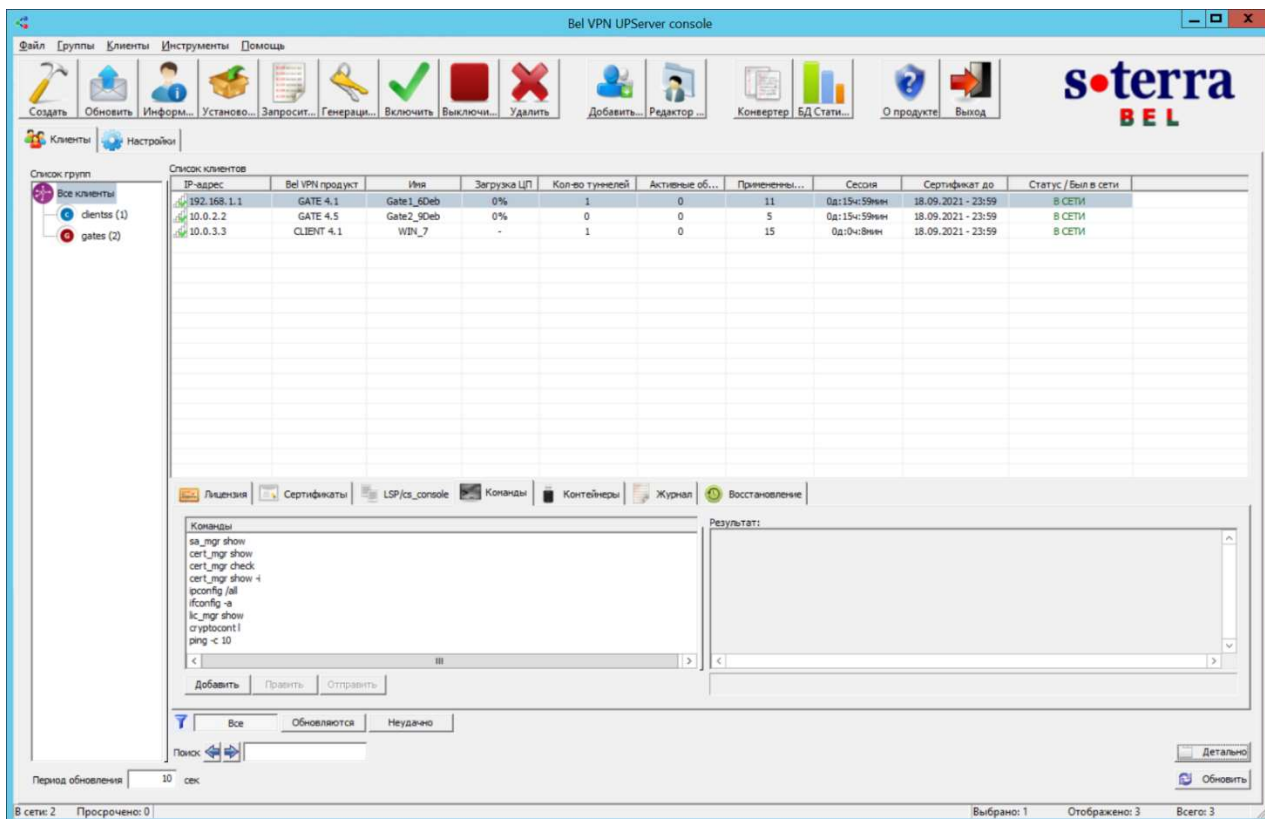 Bel VPN UPServer console
Файл Группы Клиенты Инструменты Помощь
Создать Обновить Информ... Установо... Запросит... Генераци... Включить Выключи... Удалить Добавить... Редактор ... Конвертер БД Стати... О продукте Выход
s•terra
BEL
Клиенты Настройки
Список групп
Все клиенты
clientss (1)
gates (2)
Список клиентов
IP-адрес Bel VPN продукт Имя Загрузка ЦП Кол-во туннелей Активные об... Примененны... Сессия Сертификат до Статус / Был в сети
192.168.1.1 GATE 4.1 Gate1_6Deb 0% 1 0 11 0д:15ч:59мин 18.09.2021 - 23:59 В СЕТИ
10.0.2.2 GATE 4.5 Gate2_9Deb 0% 0 0 5 0д:15ч:59мин 18.09.2021 - 23:59 В СЕТИ
10.0.3.3 CLIENT 4.1 WIN_7 - 1 0 15 0д:0ч:8мин 18.09.2021 - 23:59 В СЕТИ
Лицензия Сертификаты LSP/cs_console Команды Контейнеры Журнал Восстановление
Команды
sa_mgr show
cert_mgr show
cert_mgr check
cert_mgr show -i
ipconfig /all
ifconfig -a
lic_mgr show
cryptocont l
ping -c 10
Результат:
Добавить Править Отправить
Все Обновляются Неудачно
Поиск
Детально
Период обновления 10 сек
Обновить
В сети: 2 Просрочено: 0 Выбрано: 1 Отображено: 3 Всего: 3